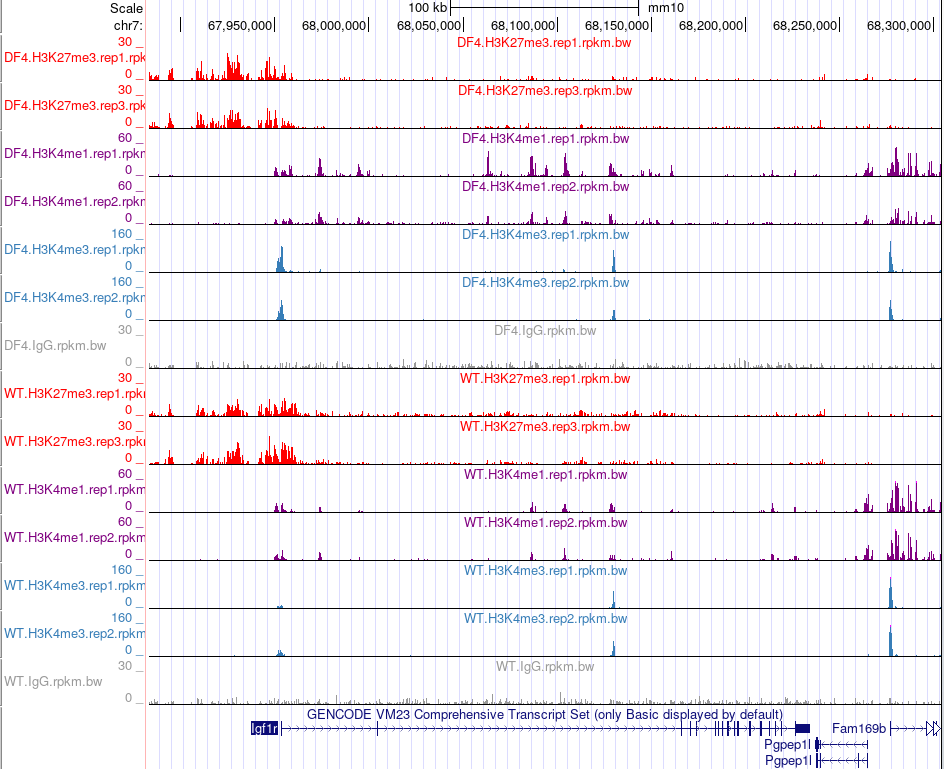 Scale 100 kb mm10
chr7: 67,950,000 68,000,000 68,050,000 68,100,000 68,150,000 68,200,000 68,250,000 68,300,000
30 _ DF4.H3K27me3.rep1.rpkm.bw
DF4.H3K27me3.rep1.rpk
0 _
30 _ DF4.H3K27me3.rep3.rpkm.bw
DF4.H3K27me3.rep3.rpk
0 _
60 _ DF4.H3K4me1.rep1.rpkm.bw
DF4.H3K4me1.rep1.rpkm
0 _
60 _ DF4.H3K4me1.rep2.rpkm.bw
DF4.H3K4me1.rep2.rpkm
0 _
160 _ DF4.H3K4me3.rep1.rpkm.bw
DF4.H3K4me3.rep1.rpkm
0 _
160 _ DF4.H3K4me3.rep2.rpkm.bw
DF4.H3K4me3.rep2.rpkm
0 _
30 _ DF4.IgG.rpkm.bw
DF4.IgG.rpkm.bw
0 _
30 _ WT.H3K27me3.rep1.rpkm.bw
WT.H3K27me3.rep1.rpk
0 _
30 _ WT.H3K27me3.rep3.rpkm.bw
WT.H3K27me3.rep3.rpk
0 _
60 _ WT.H3K4me1.rep1.rpkm.bw
WT.H3K4me1.rep1.rpkm
0 _
60 _ WT.H3K4me1.rep2.rpkm.bw
WT.H3K4me1.rep2.rpkm
0 _
160 _ WT.H3K4me3.rep1.rpkm.bw
WT.H3K4me3.rep1.rpkm
0 _
160 _ WT.H3K4me3.rep2.rpkm.bw
WT.H3K4me3.rep2.rpkm
0 _
30 _ WT.IgG.rpkm.bw
WT.IgG.rpkm.bw
0 _
GENCODE VM23 Comprehensive Transcript Set (only Basic displayed by default)
Igf1r Fam169b
Pgpep1l
Pgpep1l